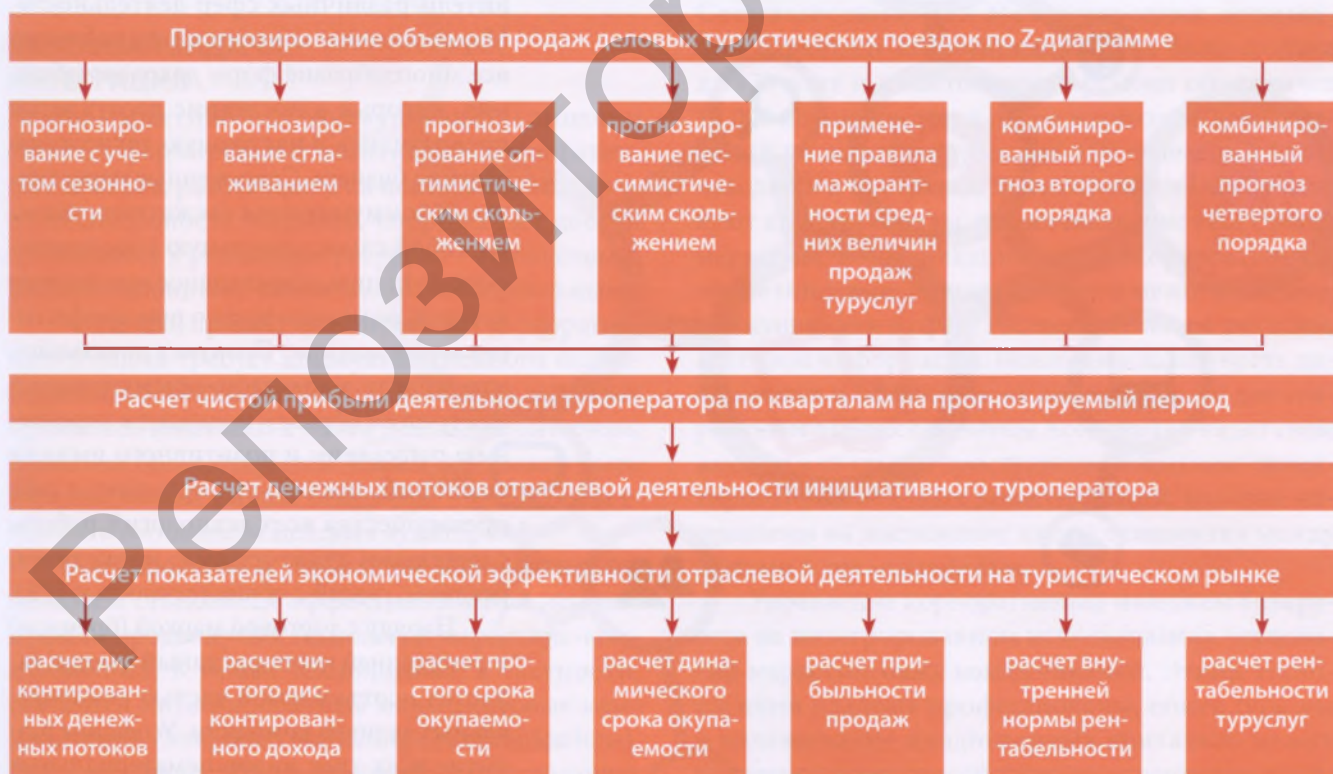 Прогнозирование объемов продаж деловых туристических поездок по Z-диаграмме
прогнозиро-
вание с уче-
том сезонно-
сти
прогнозиро-
вание сгла-
живанием
прогнози-
рование оп-
тимистиче-
ским сколь-
жением
прогнозиро-
вание пес-
симистиче-
ским сколь-
жением
примене-
ние правила
мажорант-
ности сред-
них величин
продаж
туруслуг
комбиниро-
ванный про-
гноз второго
порядка
комбиниро-
ванный
прогноз
четвертого
порядка
Расчет чистой прибыли деятельности туроператора по кварталам на прогнозируемый период
Расчет денежных потоков отраслевой деятельности инициативного туроператора
Расчет показателей экономической эффективности отраслевой деятельности на туристическом рынке
расчет дис-
контирован-
ных денеж-
ных потоков
расчет чи-
стого дис-
контирован-
ного дохода
расчет про-
стого срока
окупаемо-
сти
расчет дина-
мического
срока окупа-
емости
расчет при-
быльности
продаж
расчет вну-
тренней
нормы рен-
табельности
расчет рен-
табельности
туруслуг